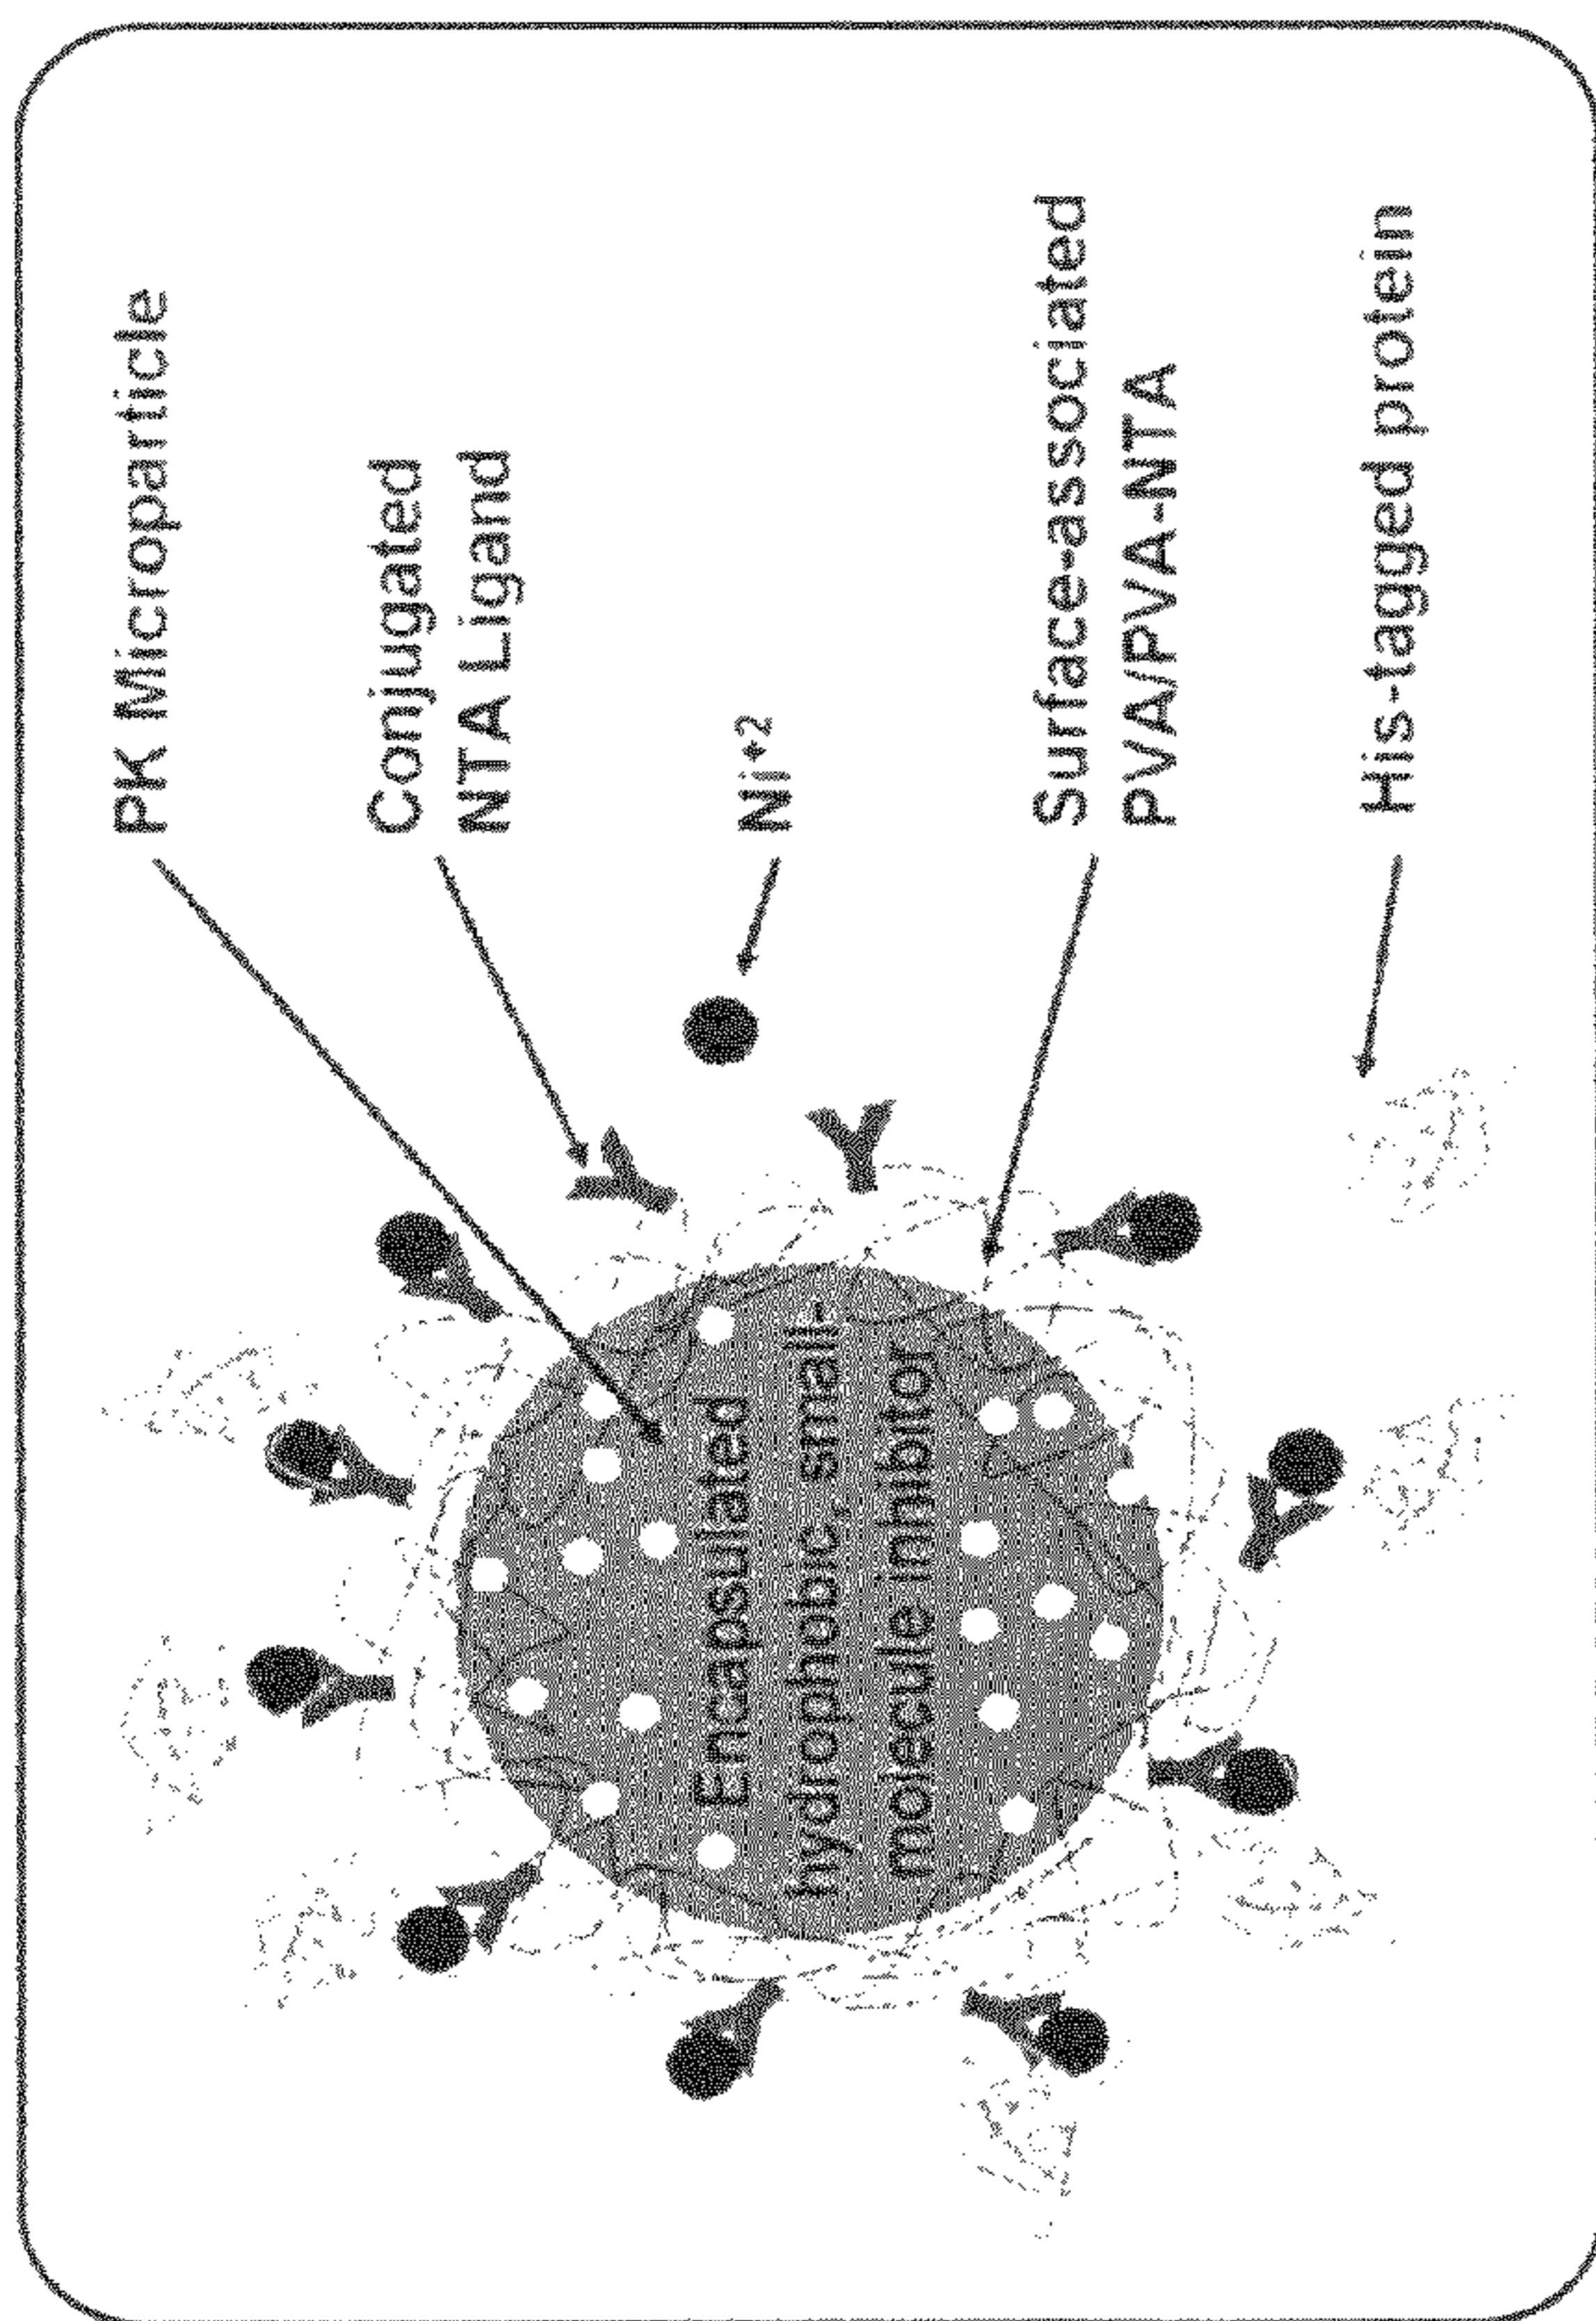 PK Microparticle
Conjugated
NTA Ligand
Ni+2
Surface-associated
PVA/PVA-NTA
His-tagged protein
Encapsulated
hydrophobic, small-
molecule inhibitor